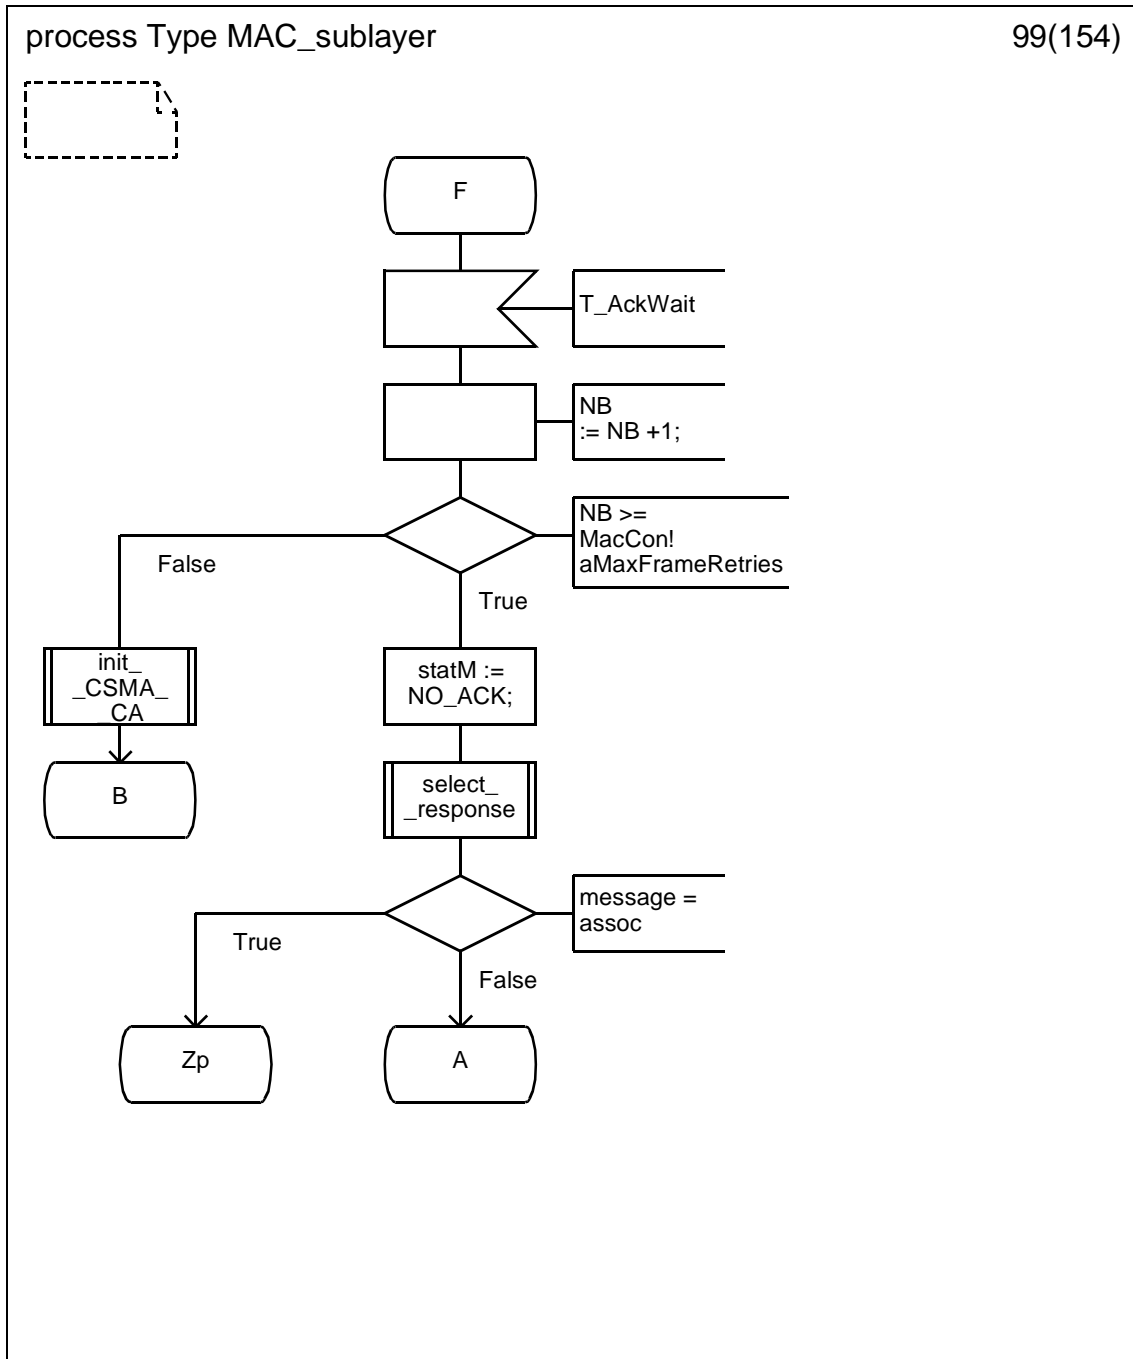 process Type MAC_sublayer
99(154)
F
T_AckWait
NB
:= NB +1;
NB >=
MacCon!
aMaxFrameRetries
False
True
init_
_CSMA_
_CA
statM :=
NO_ACK;
B
select_
_response
message =
assoc
True
False
Zp
A